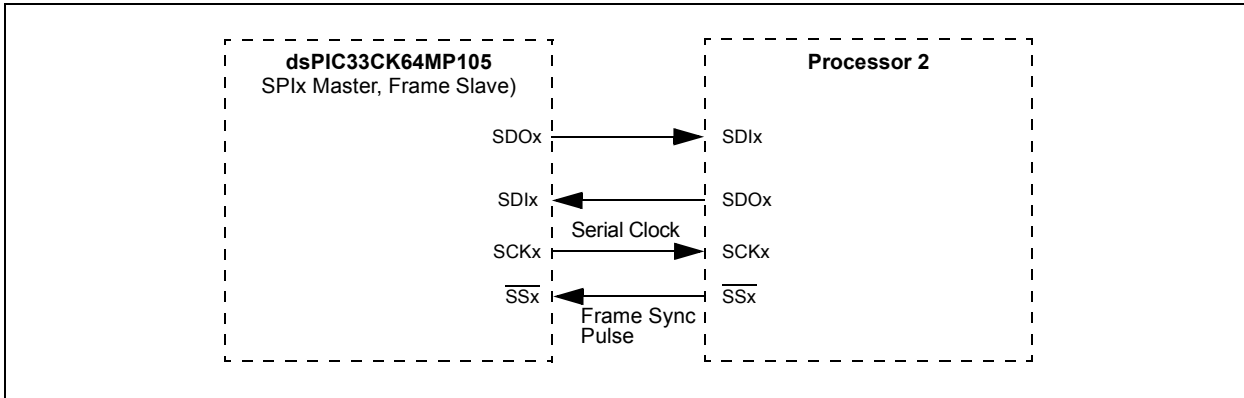 dsPIC33CK64MP105
SPIx Master, Frame Slave)
Processor 2
SDOx
SDIx
SDIx
SDOx
Serial Clock
SCKx
SCKx
SSx
SSx
Frame Sync
Pulse